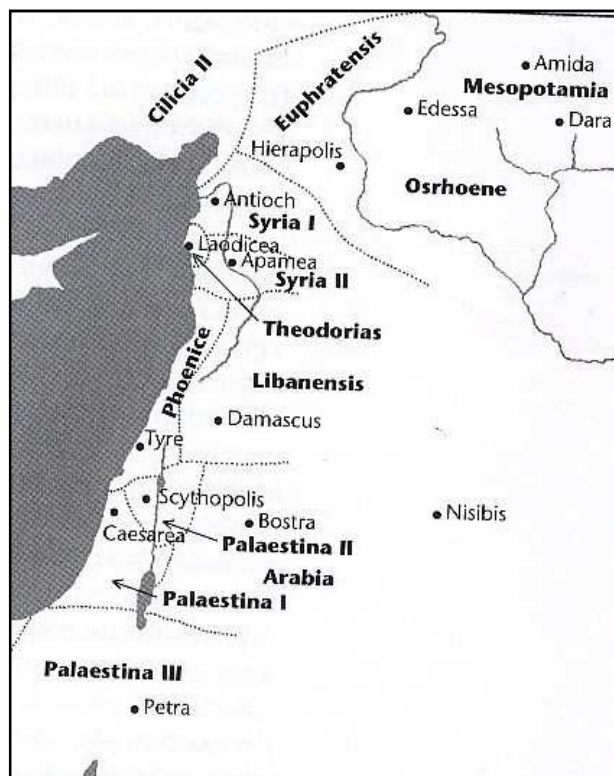 Cilicia II
Euphratensis
Amida
Mesopotamia
Edessa
Dara
Hierapolis
Osrhoene
Antioch
Syria I
Laodicea
Apamea
Syria II
Theodorias
Phoenice
Libanensis
Damascus
Tyre
Scythopolis
Bostra
Nisibis
Caesarea
Palaestina II
Arabia
Palaestina I
Palaestina III
Petra